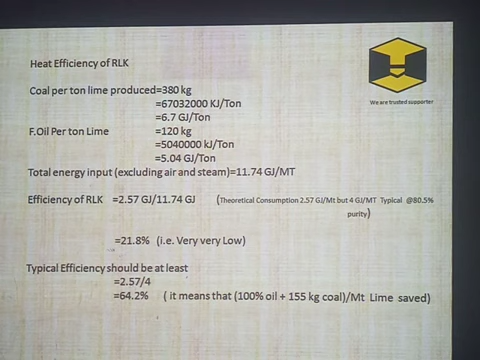 Heat Efficiency of RLK
We are trusted supporter
Coal per ton lime produced=380 kg
=67032000 KJ/Ton
=6.7 GJ/Ton
F.Oil Per ton Lime =120 kg
=5040000 kJ/Ton
=5.04 GJ/Ton
Total energy input (excluding air and steam)=11.74 GJ/MT
Efficiency of RLK =2.57 GJ/11.74 GJ (Theoretical Consumption 2.57 GJ/Mt but 4 GJ/MT Typical @80.5%
purity)
=21.8% (i.e. Very very Low)
Typical Efficiency should be at least
=2.57/4
=64.2% ( it means that (100% oil + 155 kg coal)/Mt Lime saved)